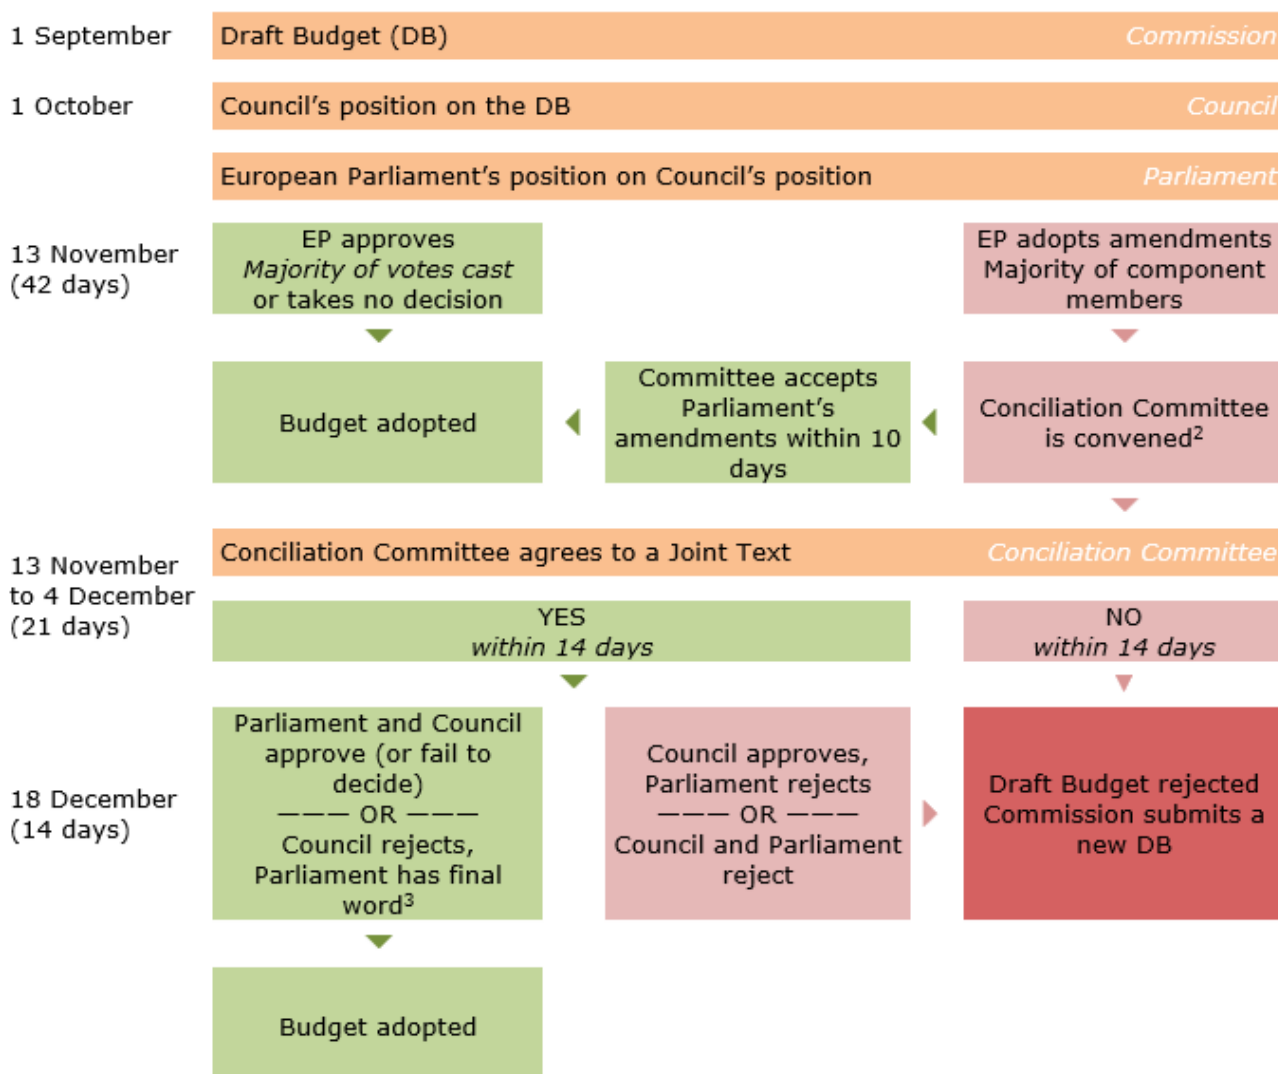 1 September
Draft Budget (DB)
Commission
1 October
Council’s position on the DB
Council
European Parliament’s position on Council’s position
Parliament
13 November
(42 days)
EP approves
Majority of votes cast
or takes no decision
EP adopts amendments
Majority of component
members
Budget adopted
Committee accepts
Parliament’s
amendments within 10
days
Conciliation Committee
is convened²
13 November
to 4 December
(21 days)
Conciliation Committee agrees to a Joint Text
Conciliation Committee
YES
within 14 days
NO
within 14 days
18 December
(14 days)
Parliament and Council
approve (or fail to
decide)
——— OR ———
Council rejects,
Parliament has final
word³
Council approves,
Parliament rejects
——— OR ———
Council and Parliament
reject
Draft Budget rejected
Commission submits a
new DB
Budget adopted